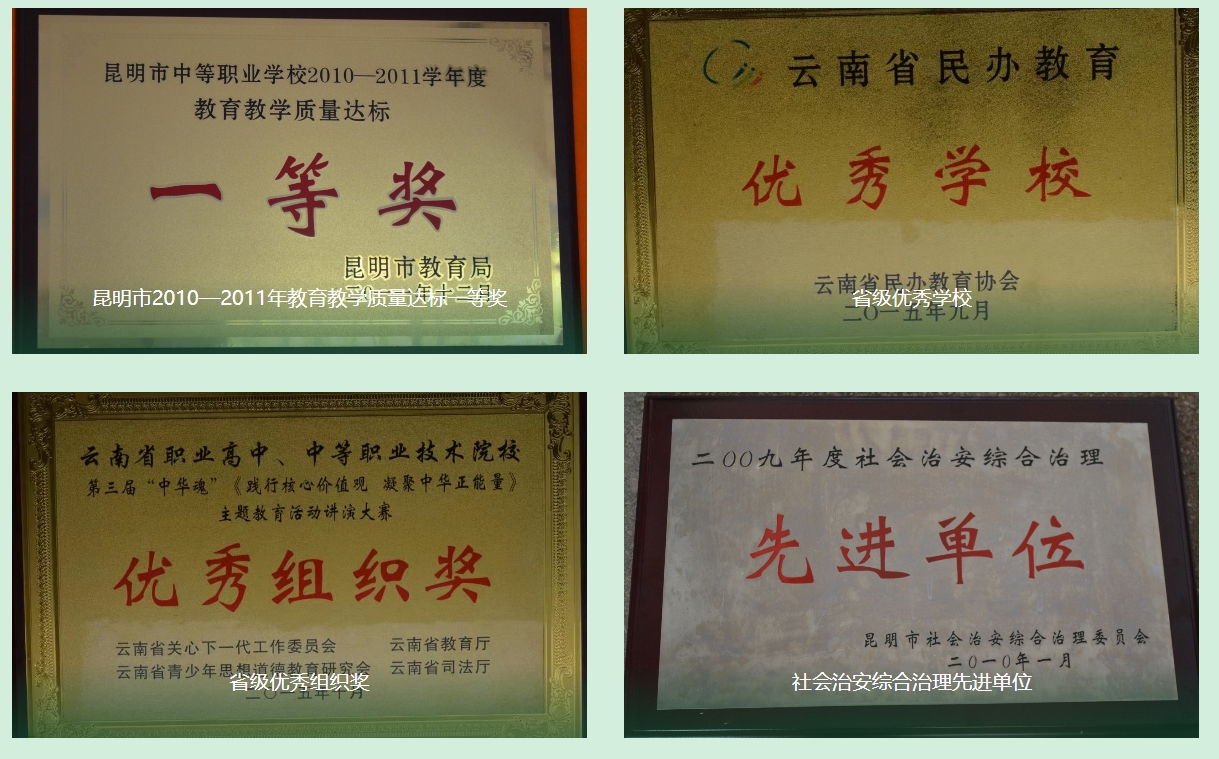 昆明市中等职业学校2010—2011学年度
教育教学质量达标
一等奖
昆明市教育局
昆明市2010—2011年教育教学质量达标一等奖
云南省民办教育
优秀学校
云南省民办教育协会
省级优秀学校
二〇一五年元月
云南省职业高中、中等职业技术院校
第三届“中华魂”《践行核心价值观 凝聚中华正能量》
主题教育活动讲演大赛
优秀组织奖
云南省关心下一代工作委员会 云南省教育厅
云南省青少年思想道德教育研究会 云南省司法厅
省级优秀组织奖
二〇〇九年度社会治安综合治理
先进单位
昆明市社会治安综合治理委员会
二〇一〇年一月
社会治安综合治理先进单位